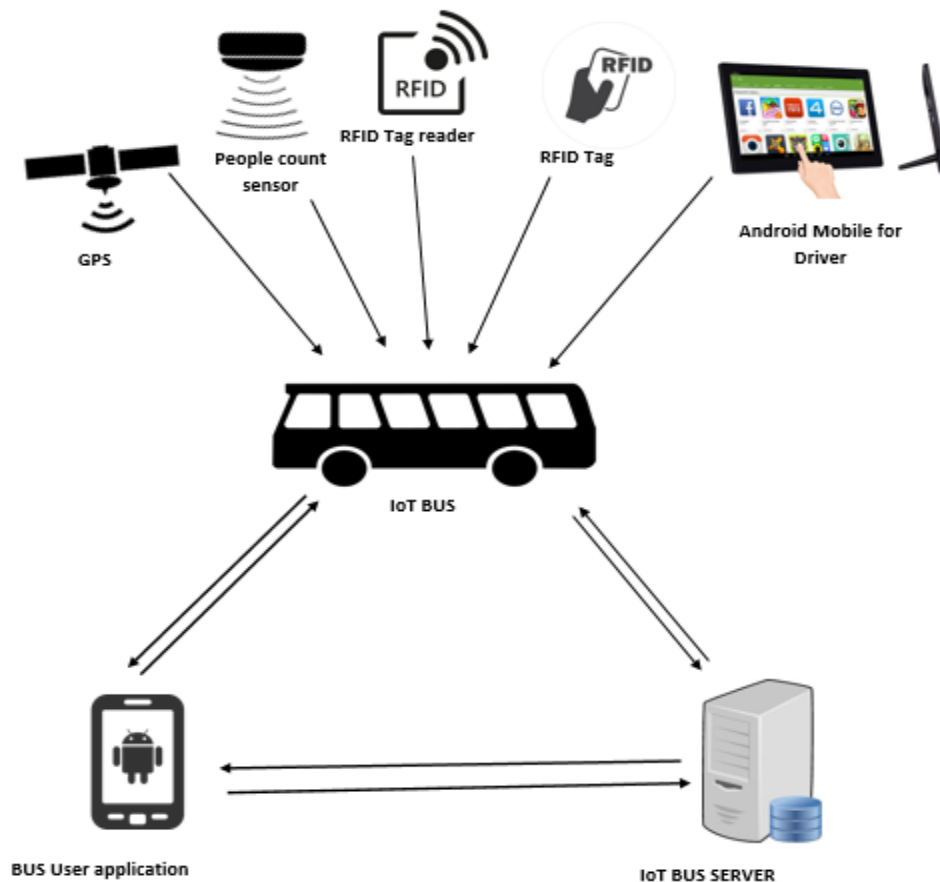 RFID
RFID
RFID Tag reader
People count
sensor
RFID Tag
GPS
Android Mobile for
Driver
IoT BUS
BUS User application
IoT BUS SERVER